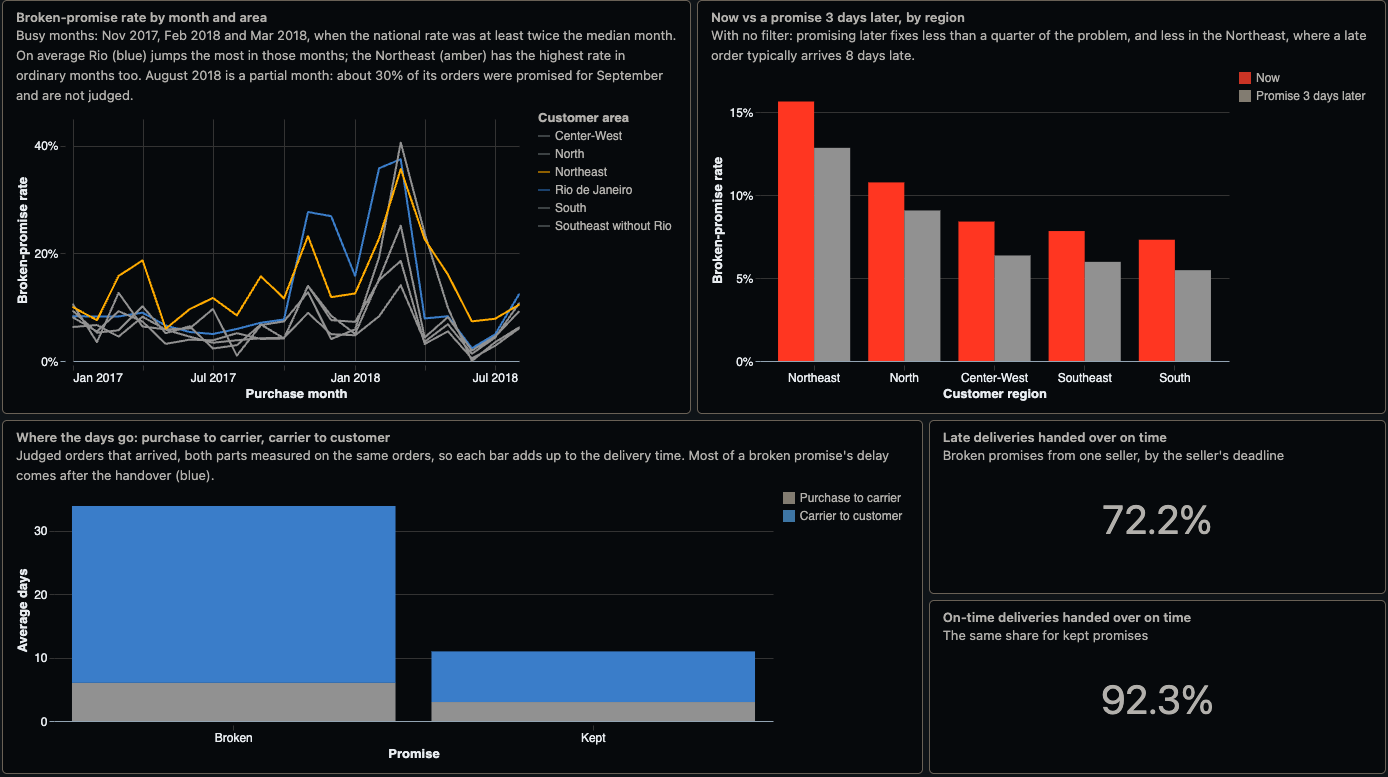 Broken-promise rate by month and area
Busy months: Nov 2017, Feb 2018 and Mar 2018, when the national rate was at least twice the median month.
On average Rio (blue) jumps the most in those months; the Northeast (amber) has the highest rate in
ordinary months too. August 2018 is a partial month: about 30% of its orders were promised for September
and are not judged.
Customer area
Center-West
North
Northeast
Rio de Janeiro
South
Southeast without Rio
Broken-promise rate
40%
20%
0%
Jan 2017
Jul 2017
Jan 2018
Jul 2018
Purchase month
Now vs a promise 3 days later, by region
With no filter: promising later fixes less than a quarter of the problem, and less in the Northeast, where a late
order typically arrives 8 days late.
Now
Promise 3 days later
Broken-promise rate
15%
10%
5%
0%
Northeast
North
Center-West
Southeast
South
Customer region
Where the days go: purchase to carrier, carrier to customer
Judged orders that arrived, both parts measured on the same orders, so each bar adds up to the delivery time. Most of a broken promise's delay
comes after the handover (blue).
Purchase to carrier
Carrier to customer
Average days
30
20
10
0
Broken
Kept
Promise
Late deliveries handed over on time
Broken promises from one seller, by the seller's deadline
72.2%
On-time deliveries handed over on time
The same share for kept promises
92.3%